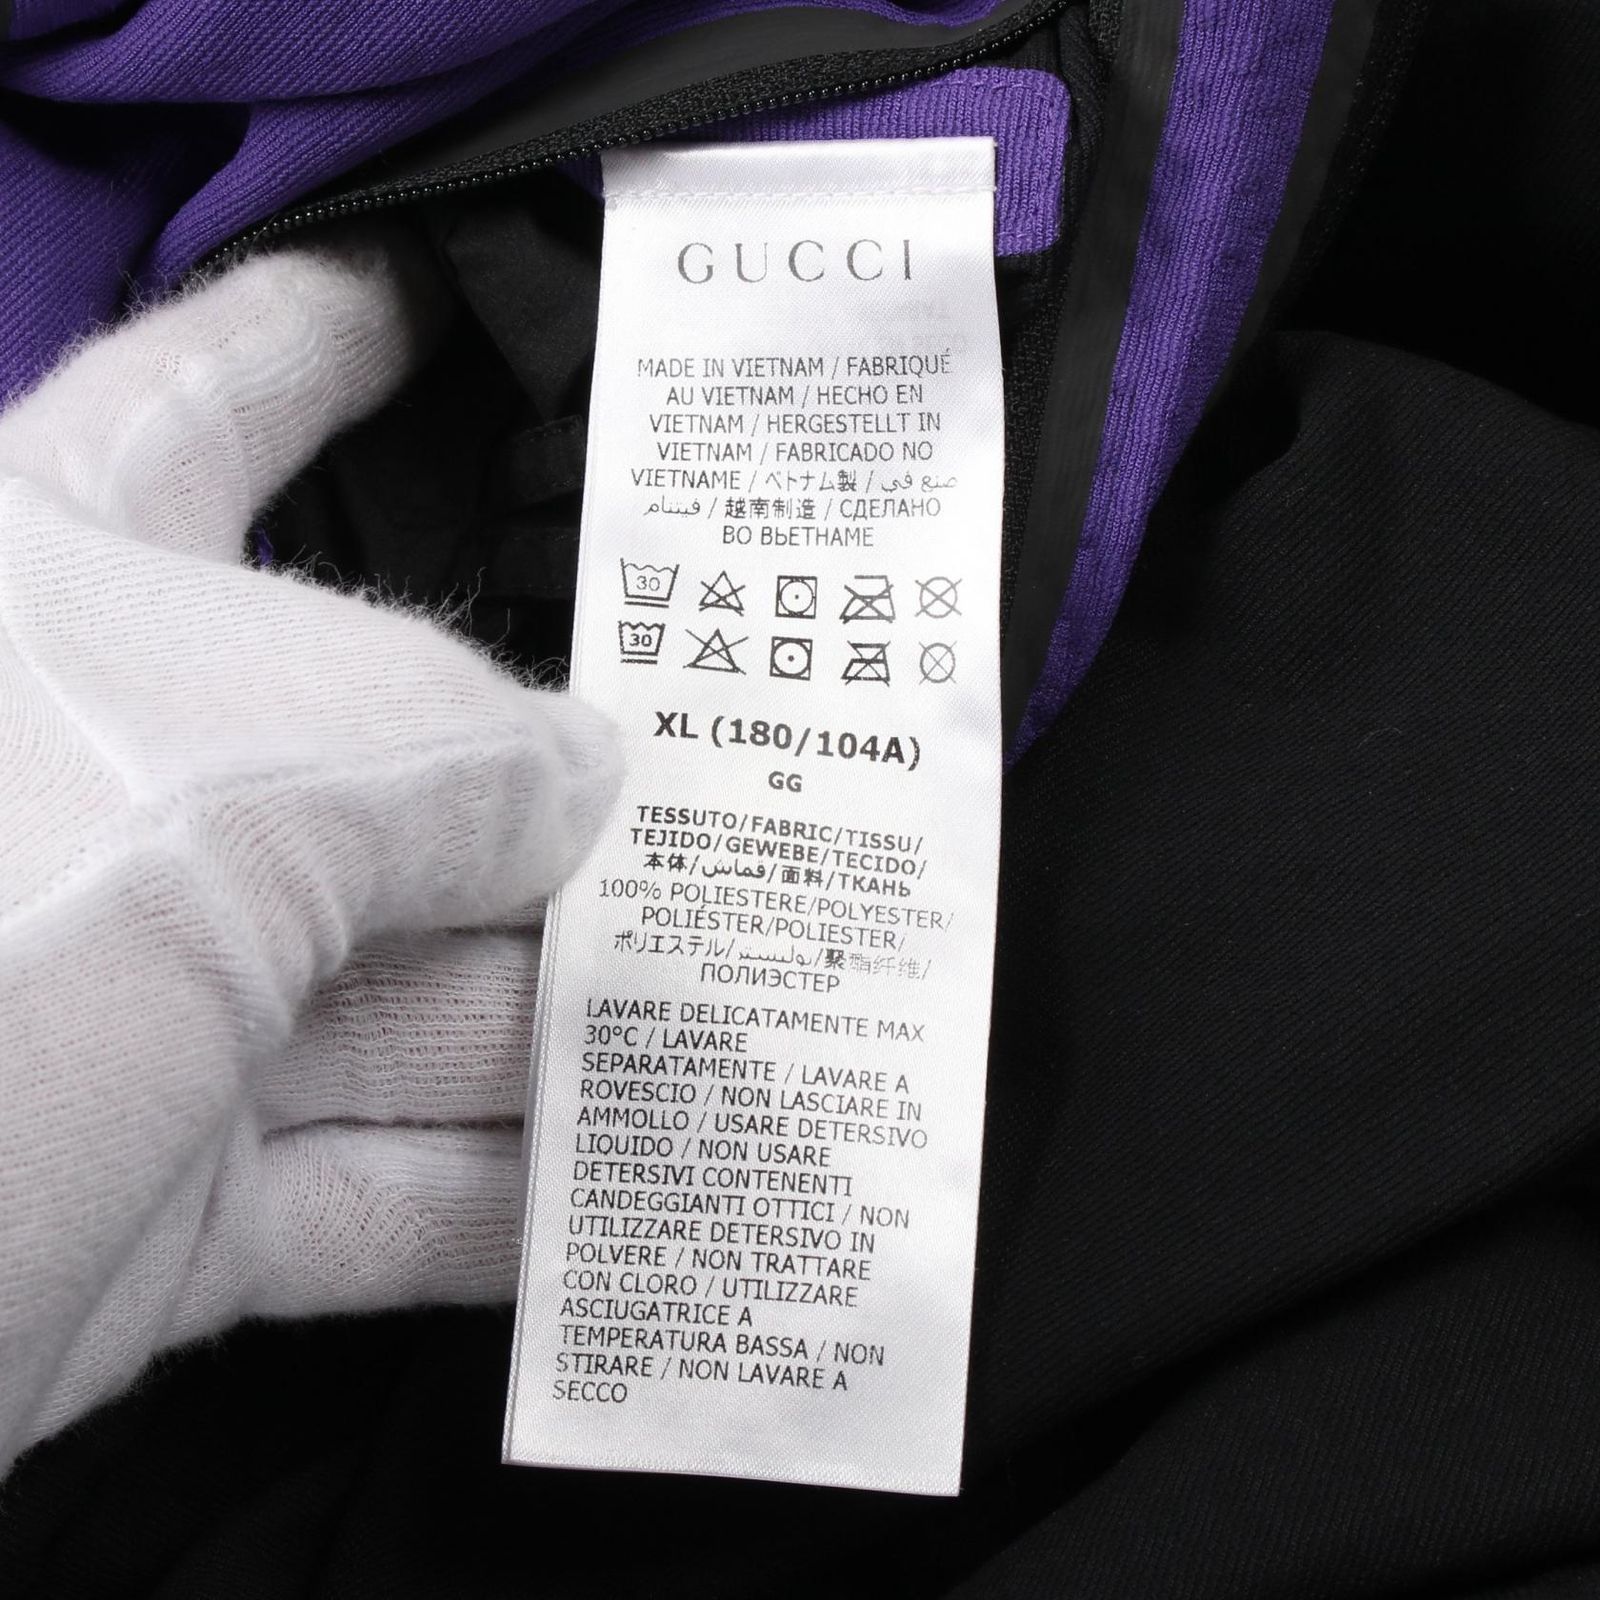 GUCCI
MADE IN VIETNAM / FABRIQUÉ
AU VIETNAM / HECHO EN
VIETNAM / HERGESTELLT IN
VIETNAM / FABRICADO NO
VIETNAME / ベトナム製 / صنع في
فيتنام / 越南制造 / СДЕЛАНО
ВО ВЬЕТНАМЕ
30
30
XL (180/104A)
GG
TESSUTO/FABRIC/TISSU/
TEJIDO/GEWEBE/TECIDO/
本体/قماش/面料/ТКАНЬ
100% POLIESTERE/POLYESTER/
POLIÉSTER/POLIESTER/
ポリエステル/بوليستر/聚酯纤维/
ПОЛИЭСТЕР
LAVARE DELICATAMENTE MAX
30°C / LAVARE
SEPARATAMENTE / LAVARE A
ROVESCIO / NON LASCIARE IN
AMMOLLO / USARE DETERSIVO
LIQUIDO / NON USARE
DETERSIVI CONTENENTI
CANDEGGIANTI OTTICI / NON
UTILIZZARE DETERSIVO IN
POLVERE / NON TRATTARE
CON CLORO / UTILIZZARE
ASCIUGATRICE A
TEMPERATURA BASSA / NON
STIRARE / NON LAVARE A
SECCO